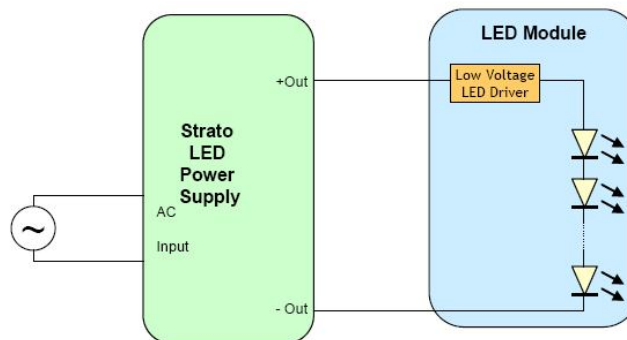 LED Module
+Out
Low Voltage
LED Driver
Strato
LED
Power
Supply
AC
Input
~
- Out